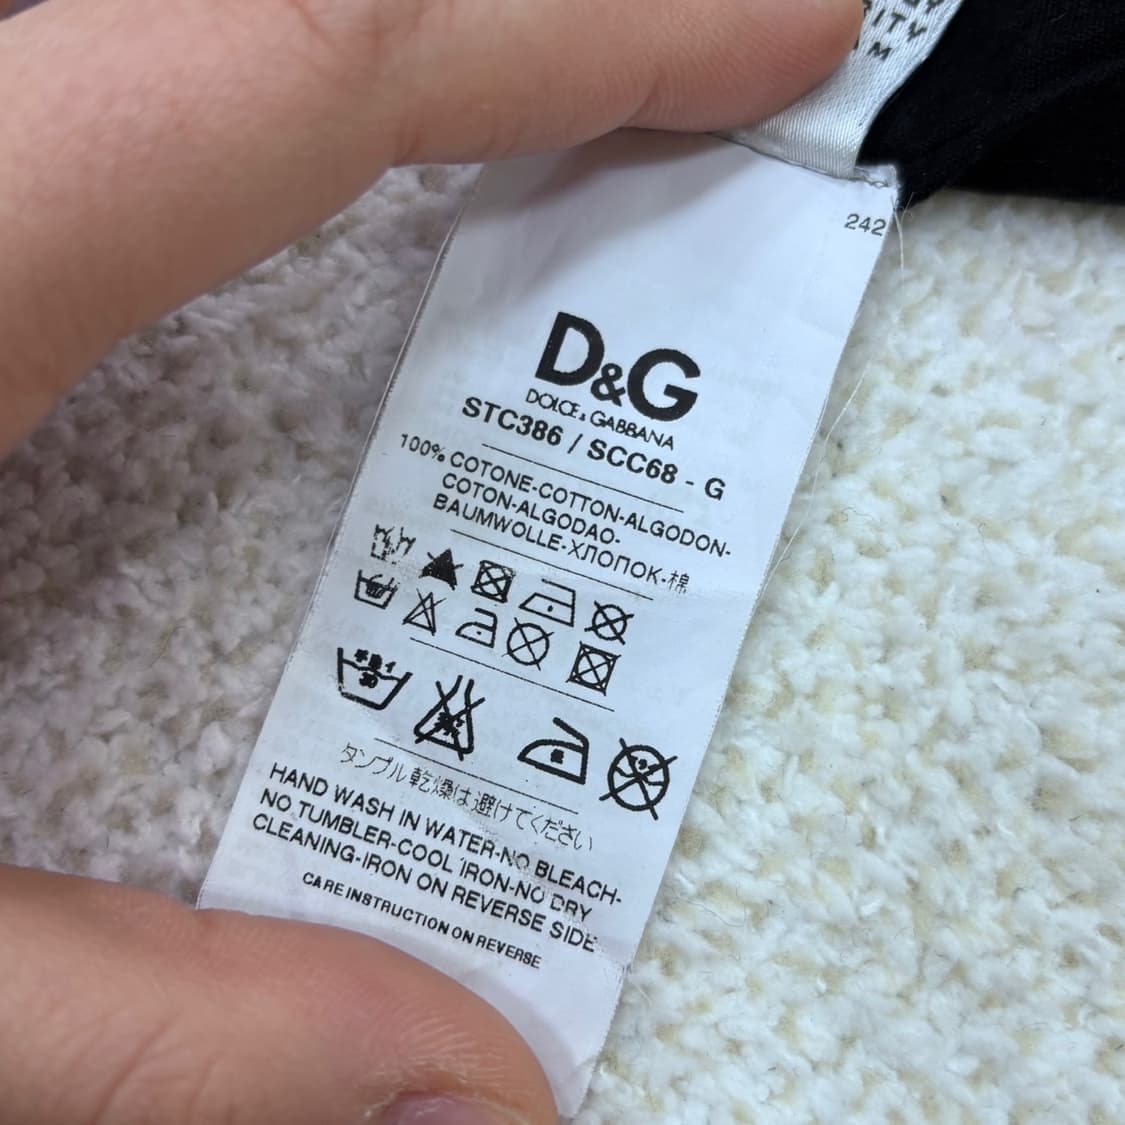 242
D&G
DOLCE & GABBANA
STC386 / SCC68 - G
100% COTONE-COTTON-ALGODON-
COTON-ALGODAO-
BAUMWOLLE-ХЛОПОК-棉
タンブル乾燥は避けてください
HAND WASH IN WATER-NO BLEACH-
NO TUMBLER-COOL IRON-NO DRY
CLEANING-IRON ON REVERSE SIDE
CARE INSTRUCTION ON REVERSE